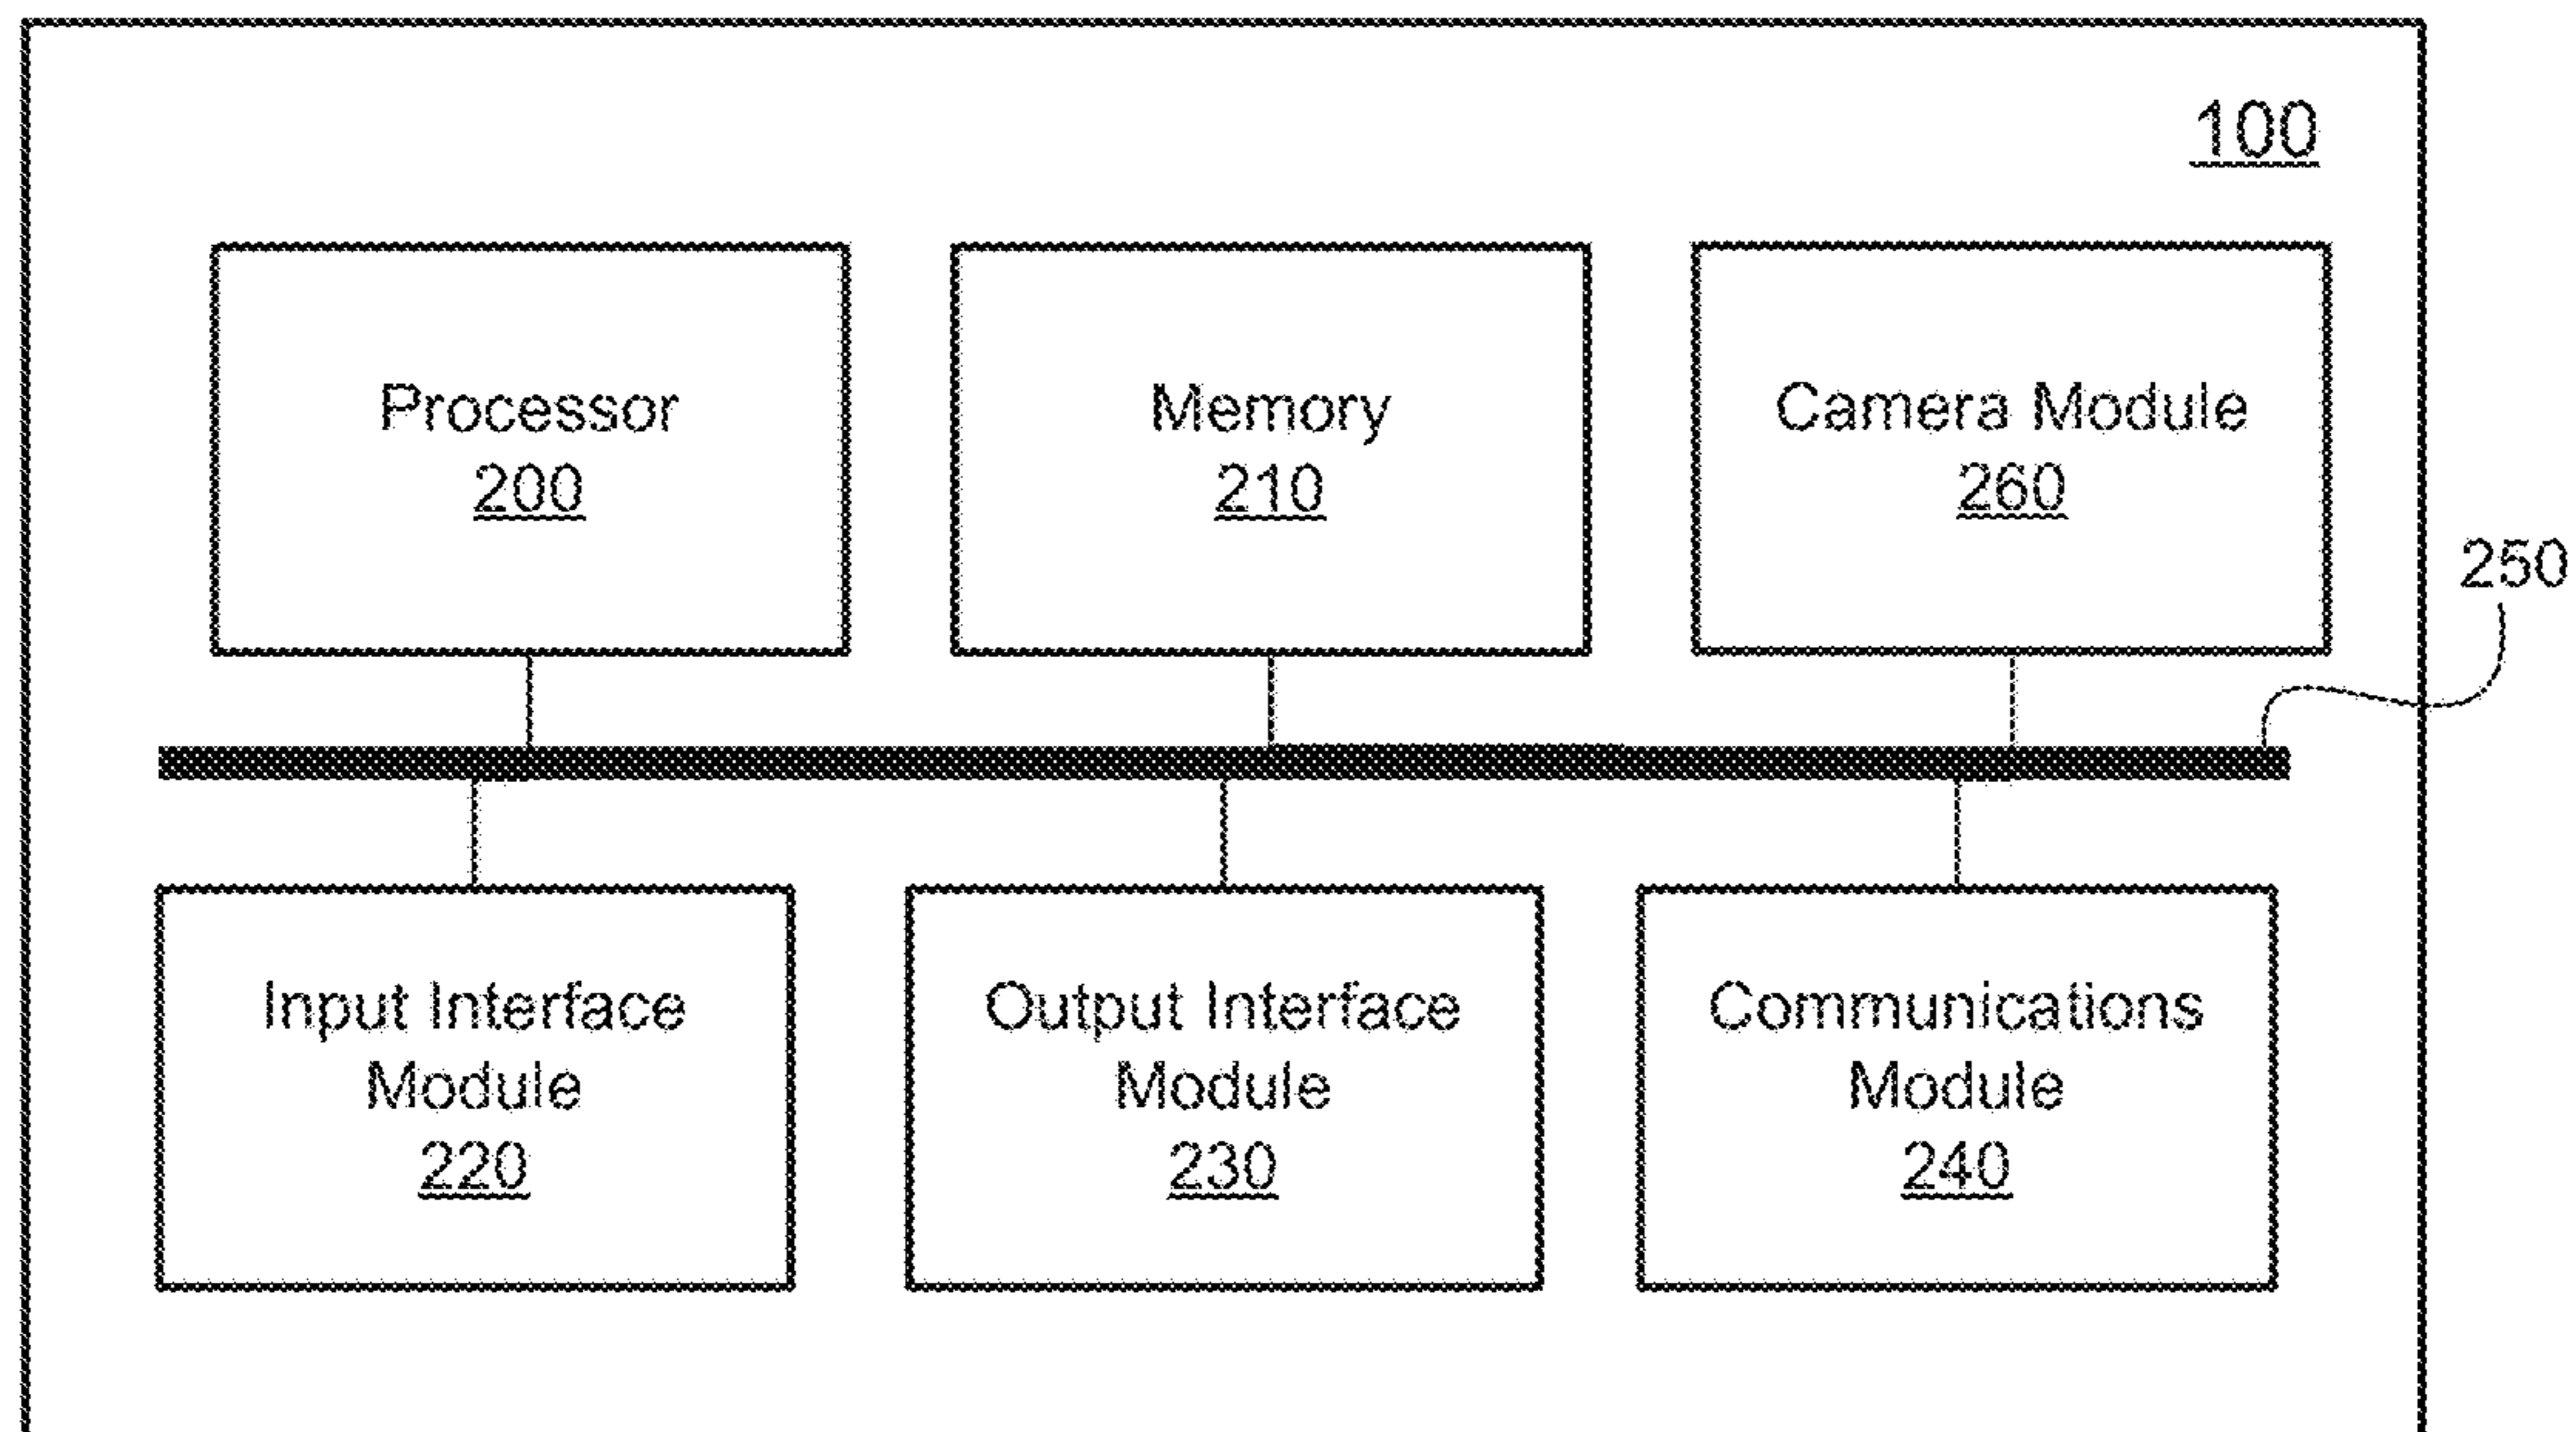 100
Processor
200
Memory
210
Camera Module
260
250
Input Interface
Module
220
Output Interface
Module
230
Communications
Module
240